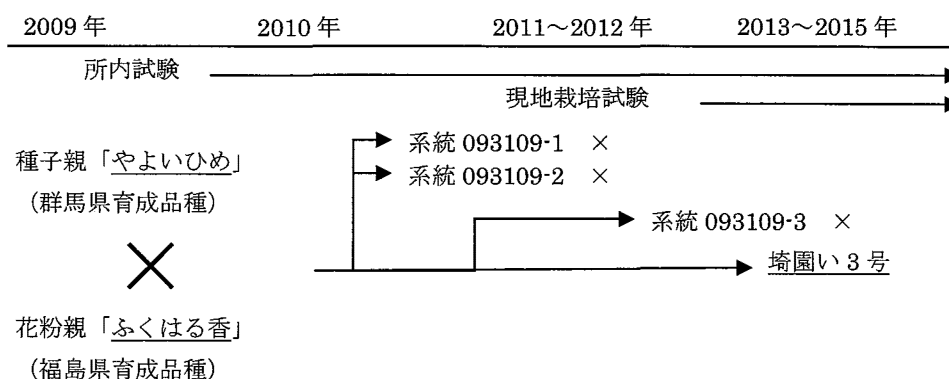 2009年 2010年 2011～2012年 2013～2015年
所内試験
現地栽培試験
系統 093109-1 ×
種子親「やよいひめ」
系統 093109-2 ×
（群馬県育成品種）
系統 093109-3 ×
埼園い3号
花粉親「ふくはる香」
（福島県育成品種）